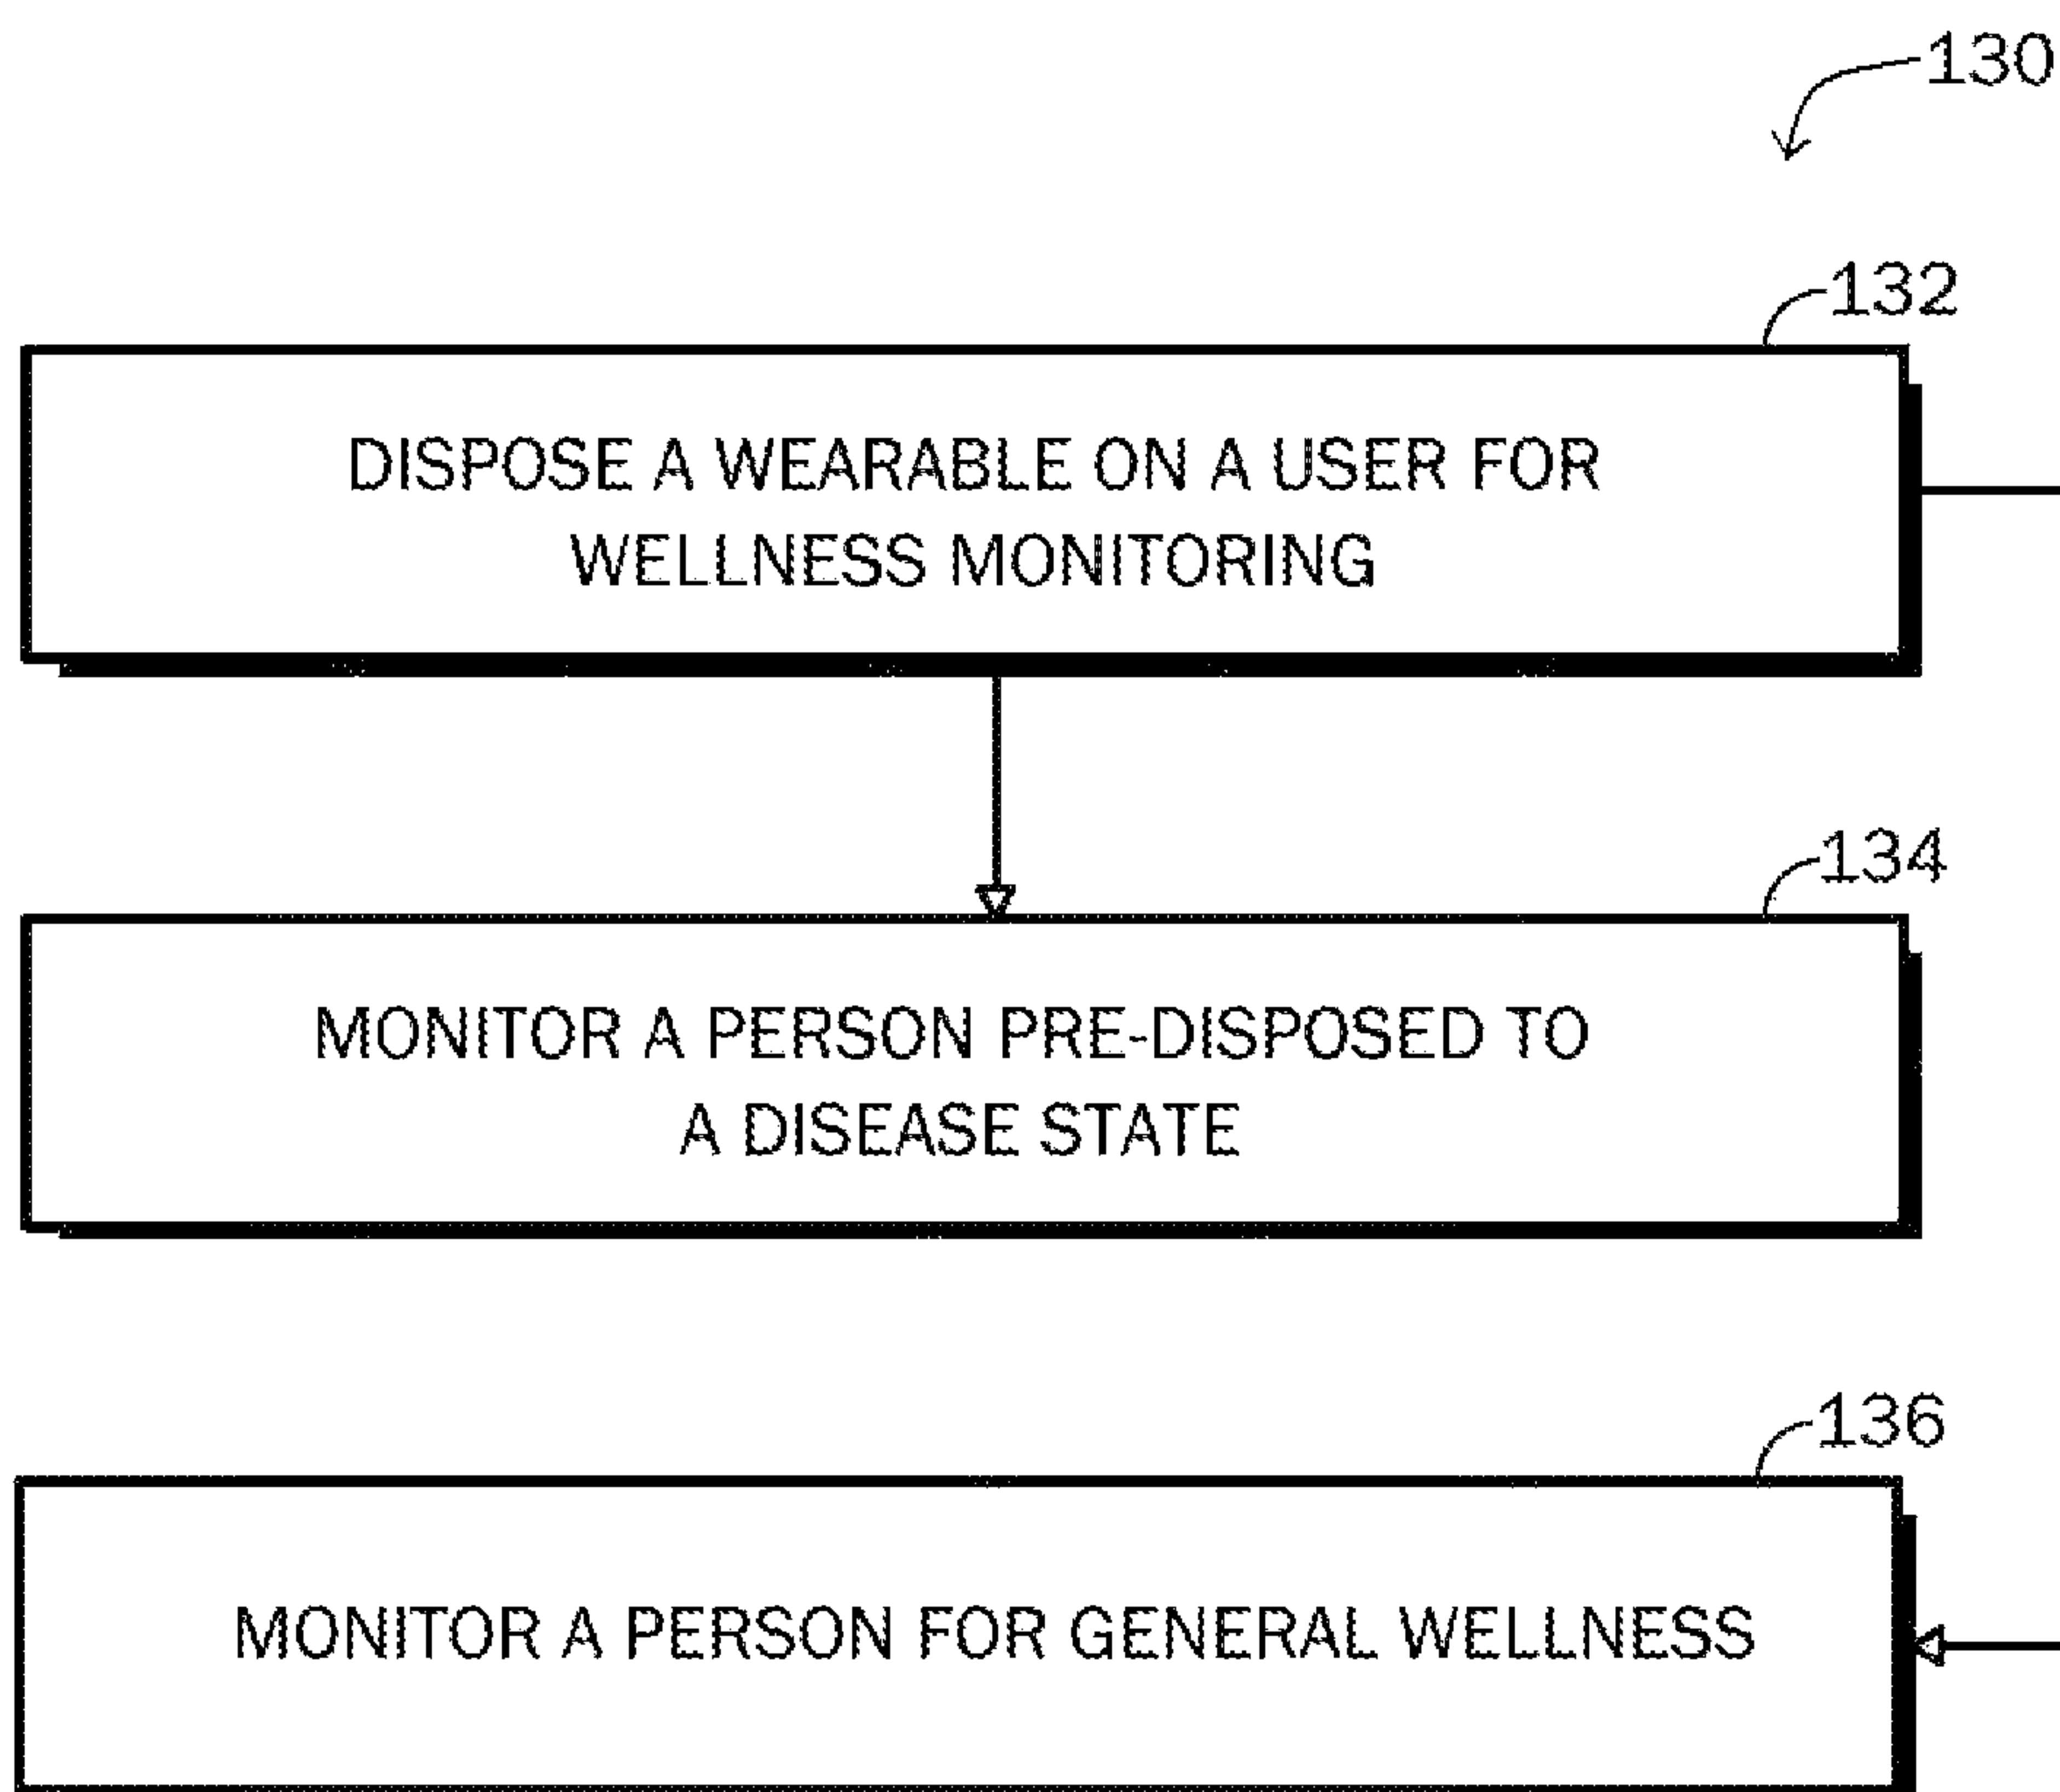 130
132
DISPOSE A WEARABLE ON A USER FOR
WELLNESS MONITORING
134
MONITOR A PERSON PRE-DISPOSED TO
A DISEASE STATE
136
MONITOR A PERSON FOR GENERAL WELLNESS